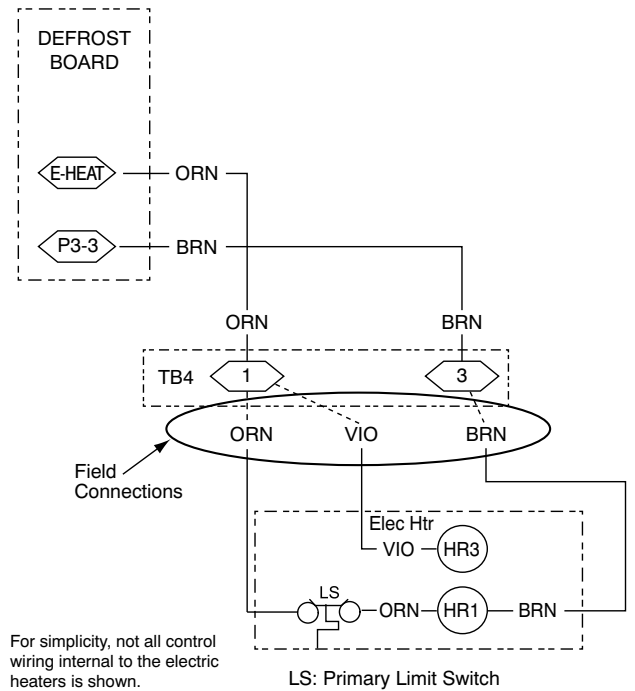 DEFROST
BOARD
E-HEAT
ORN
P3-3
BRN
ORN
BRN
TB4
1
3
ORN
VIO
BRN
Field
Connections
Elec Htr
VIO
HR3
LS
ORN
HR1
BRN
For simplicity, not all control
wiring internal to the electric
heaters is shown.
LS: Primary Limit Switch